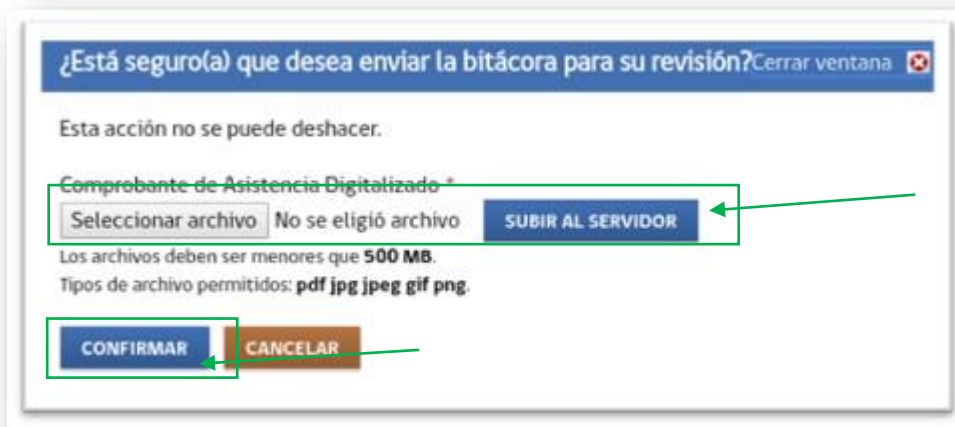 ¿Está seguro(a) que desea enviar la bitácora para su revisión? Cerrar ventana
Esta acción no se puede deshacer.
Comprobante de Asistencia Digitalizado *
Seleccionar archivo No se eligió archivo SUBIR AL SERVIDOR
Los archivos deben ser menores que 500 MB.
Tipos de archivo permitidos: pdf jpg jpeg gif png.
CONFIRMAR CANCELAR